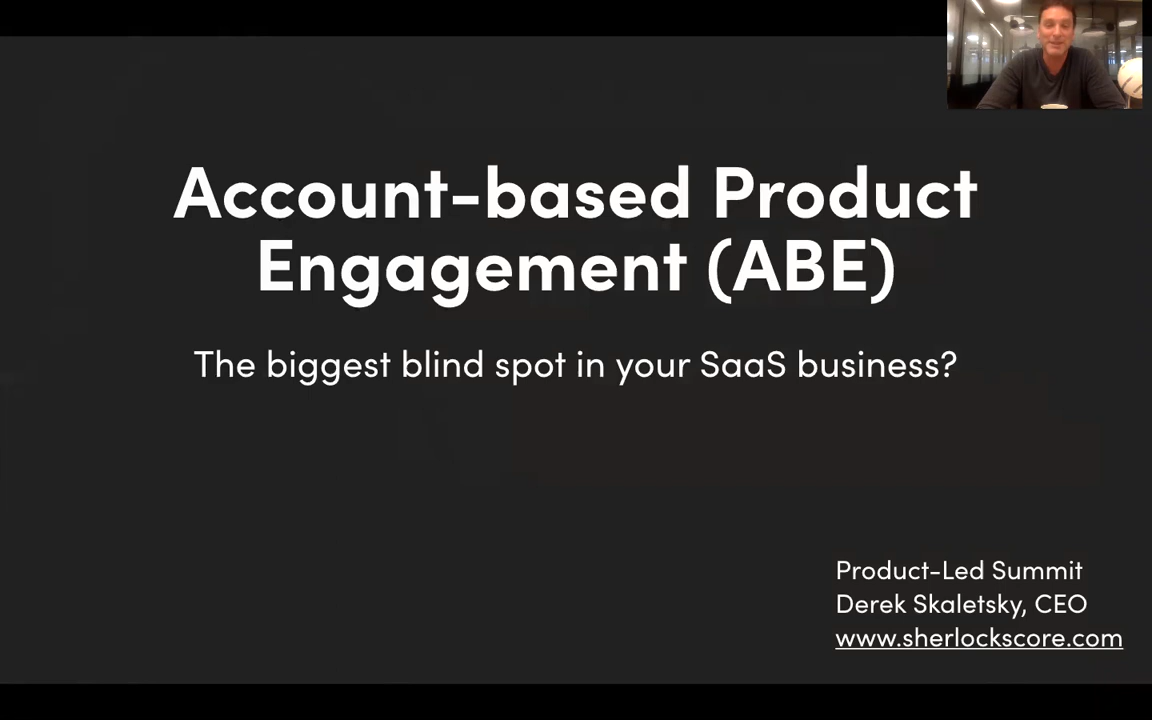 Account-based Product
Engagement (ABE)
The biggest blind spot in your SaaS business?
Product-Led Summit
Derek Skaletsky, CEO
www.sherlockscore.com